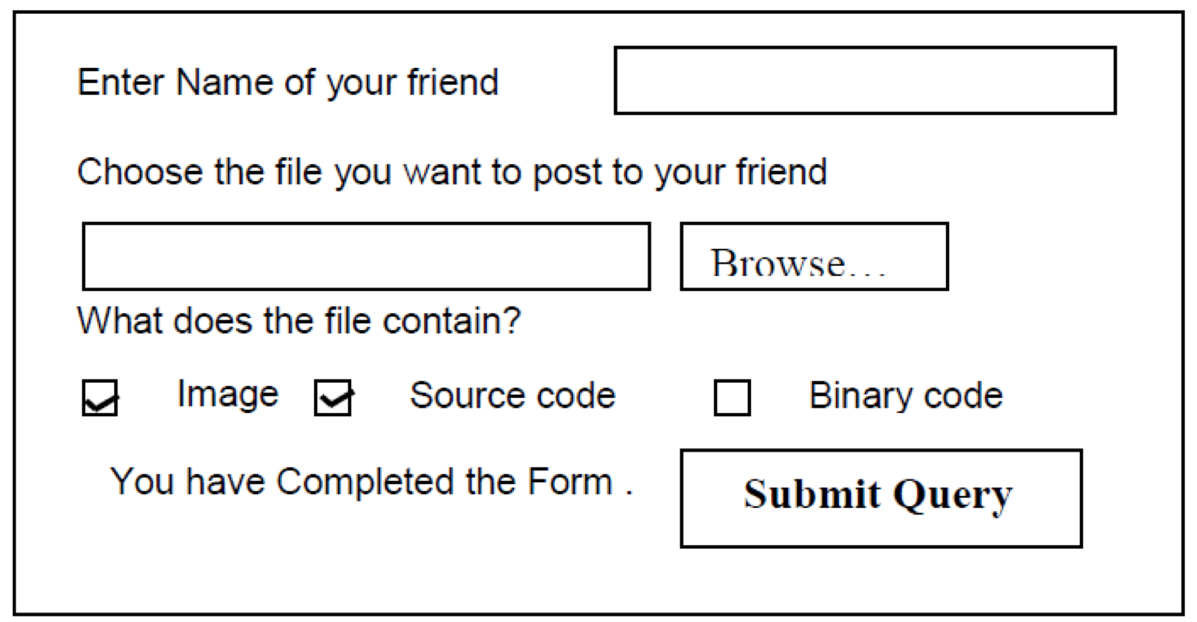 Enter Name of your friend
Choose the file you want to post to your friend
Browse...
What does the file contain?
Image Source code Binary code
You have Completed the Form .
Submit Query